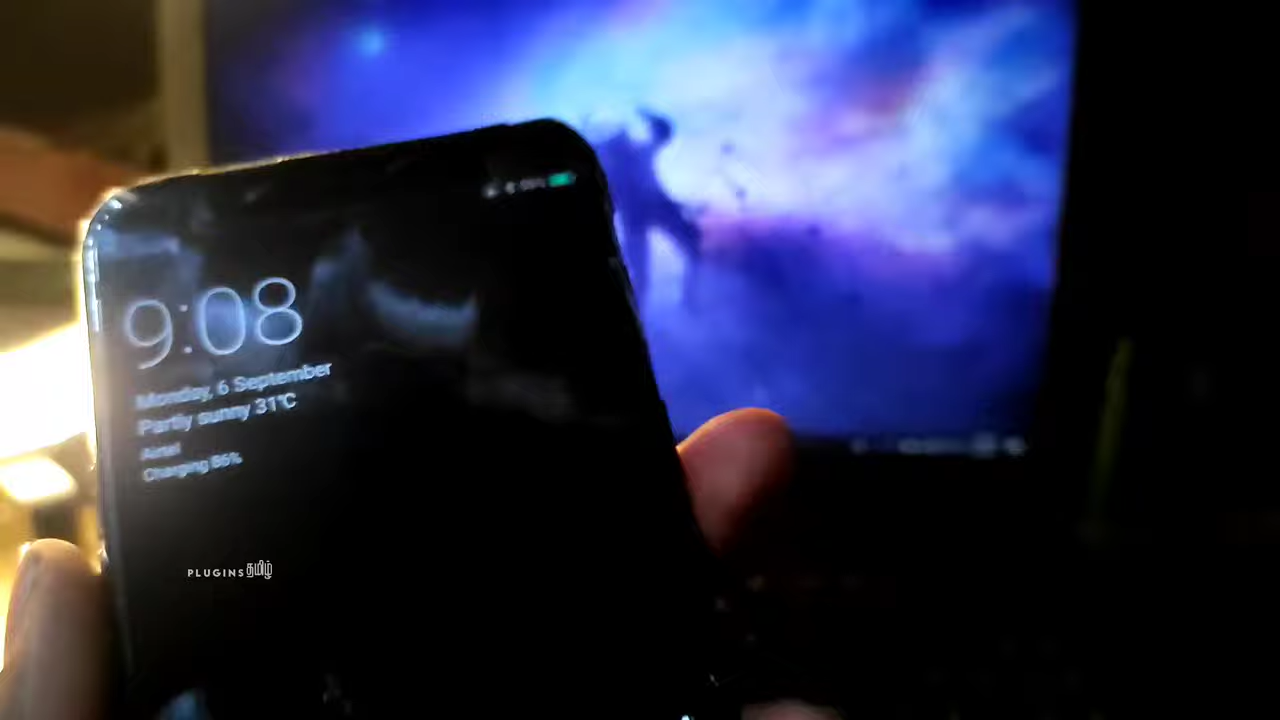 9:08
Monday, 6 September
Partly sunny 31°C
Airtel
Charging 86%
PLUGINS தமிழ்